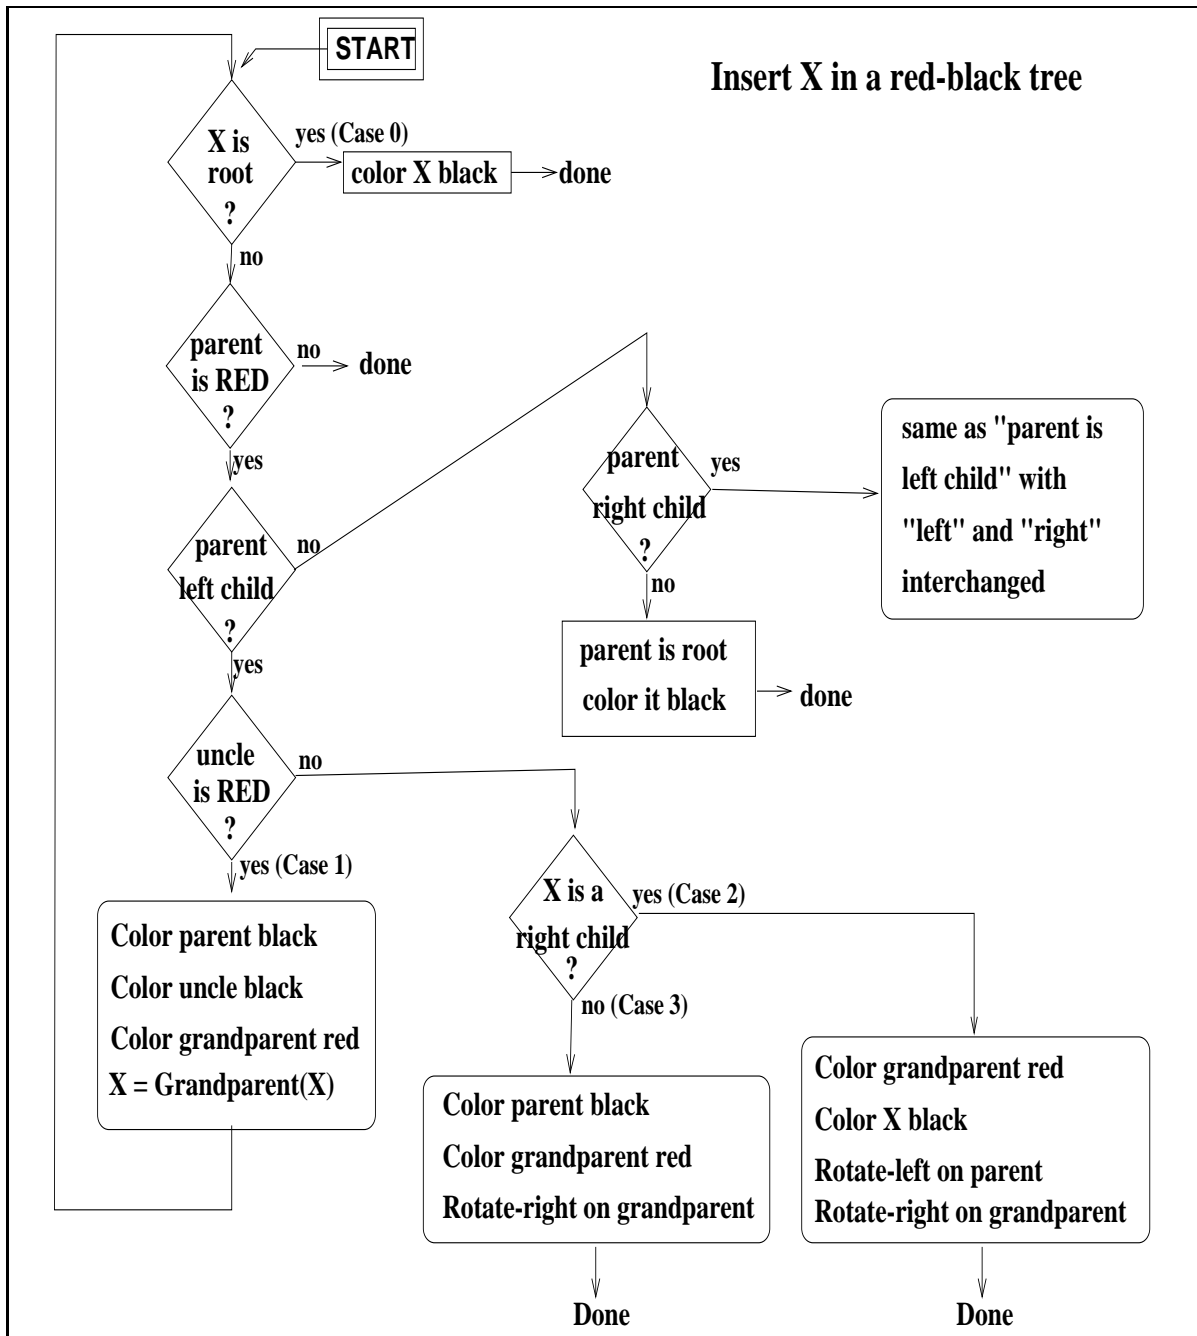 START
Insert X in a red-black tree
X is
root
?
yes (Case 0)
color X black
done
no
parent
is RED
?
no
done
yes
parent
left child
?
no
parent
right child
?
yes
same as "parent is
left child" with
"left" and "right"
interchanged
no
parent is root
color it black
done
yes
uncle
is RED
?
no
yes (Case 1)
Color parent black
Color uncle black
Color grandparent red
X = Grandparent(X)
X is a
right child
?
yes (Case 2)
no (Case 3)
Color parent black
Color grandparent red
Rotate-right on grandparent
Done
Color grandparent red
Color X black
Rotate-left on parent
Rotate-right on grandparent
Done